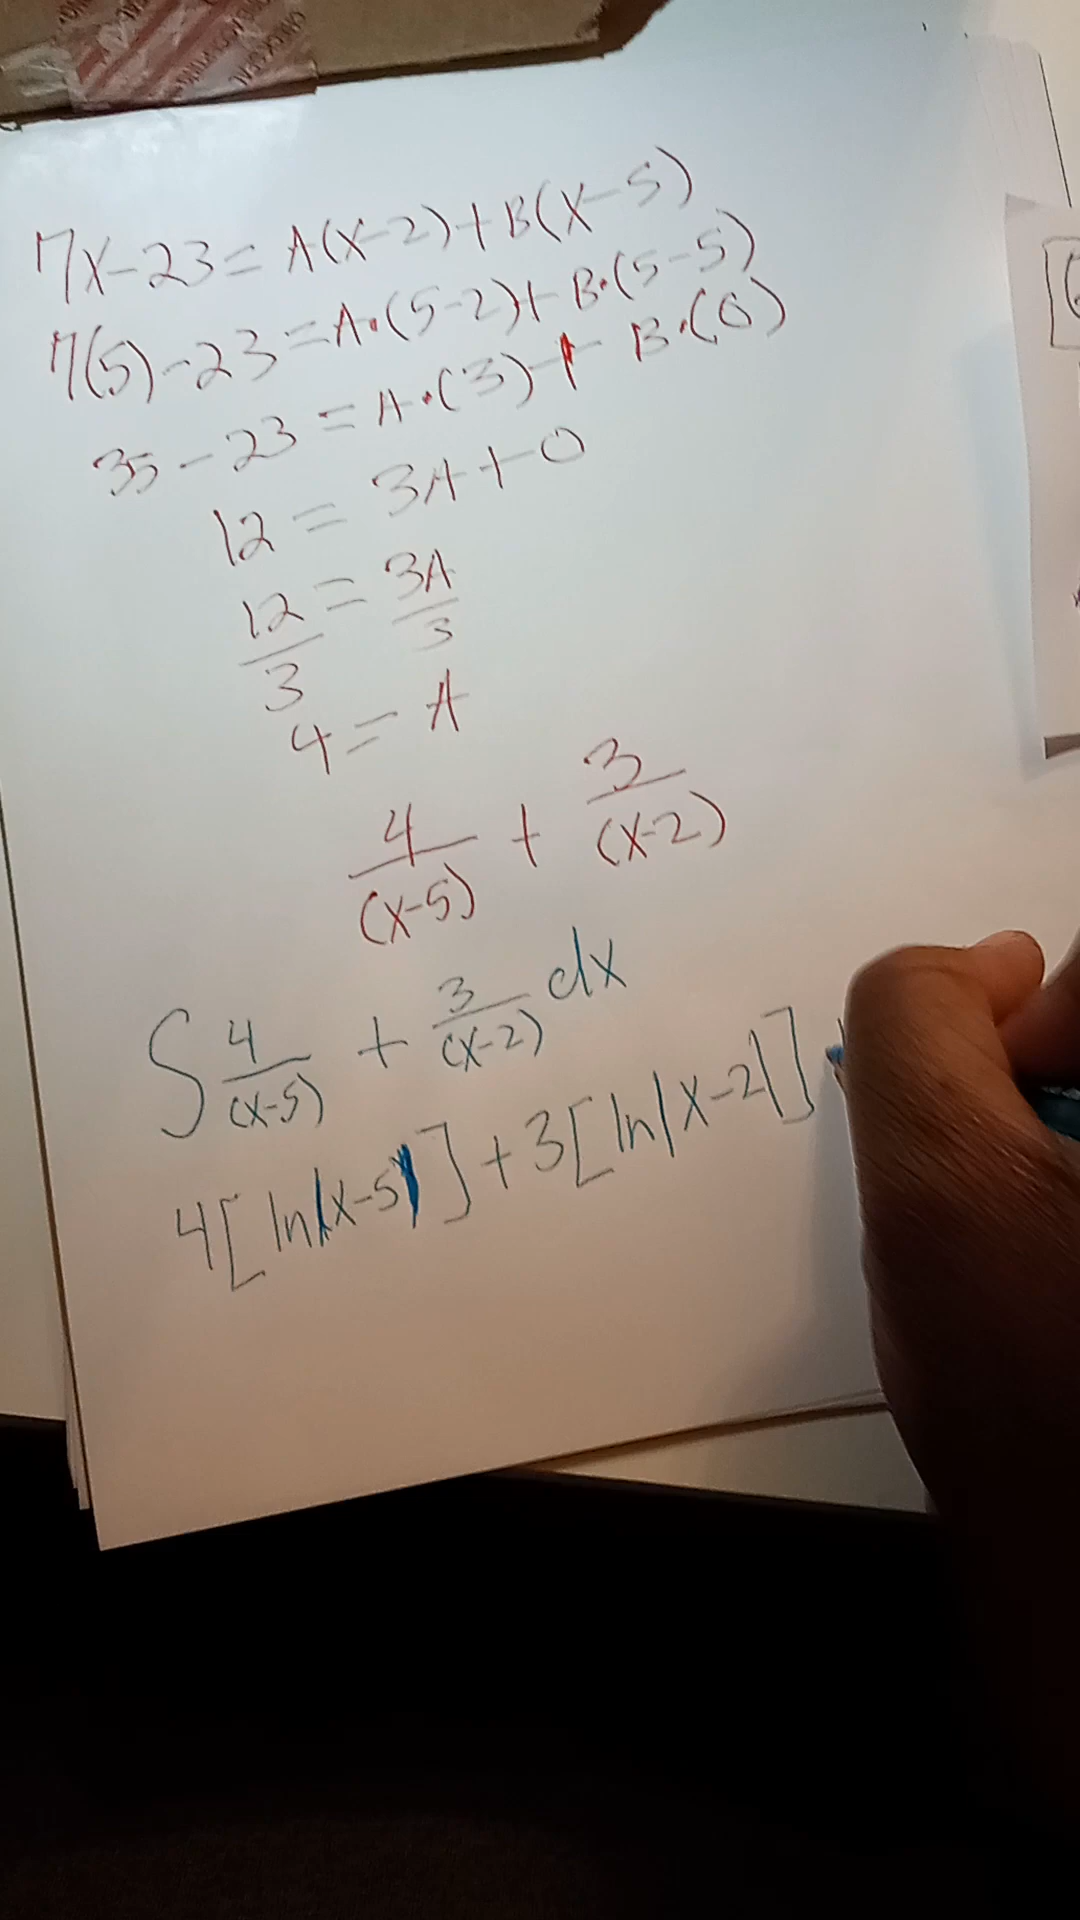 7x-23 = A(x-2)+B(x-5)
7(5)-23 = A•(5-2)+B•(5-5)
35-23 = A•(3)+B•(0)
12 = 3A+0
12/3 = 3A/3
4 = A
4/(x-5) + 3/(x-2)
∫ 4/(x-5) + 3/(x-2) dx
4[ln|x-5|]+3[ln|x-2|]